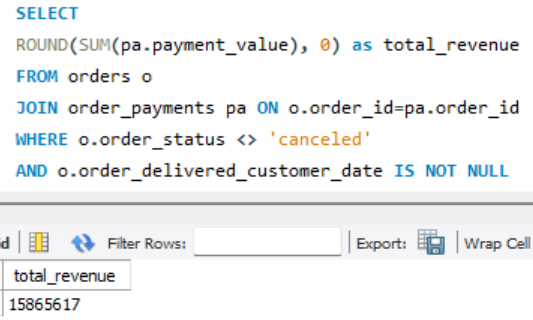 SELECT
ROUND(SUM(pa.payment_value), 0) as total_revenue
FROM orders o
JOIN order_payments pa ON o.order_id=pa.order_id
WHERE o.order_status <> 'canceled'
AND o.order_delivered_customer_date IS NOT NULL
id Filter Rows: Export: Wrap Cell
total_revenue
15865617